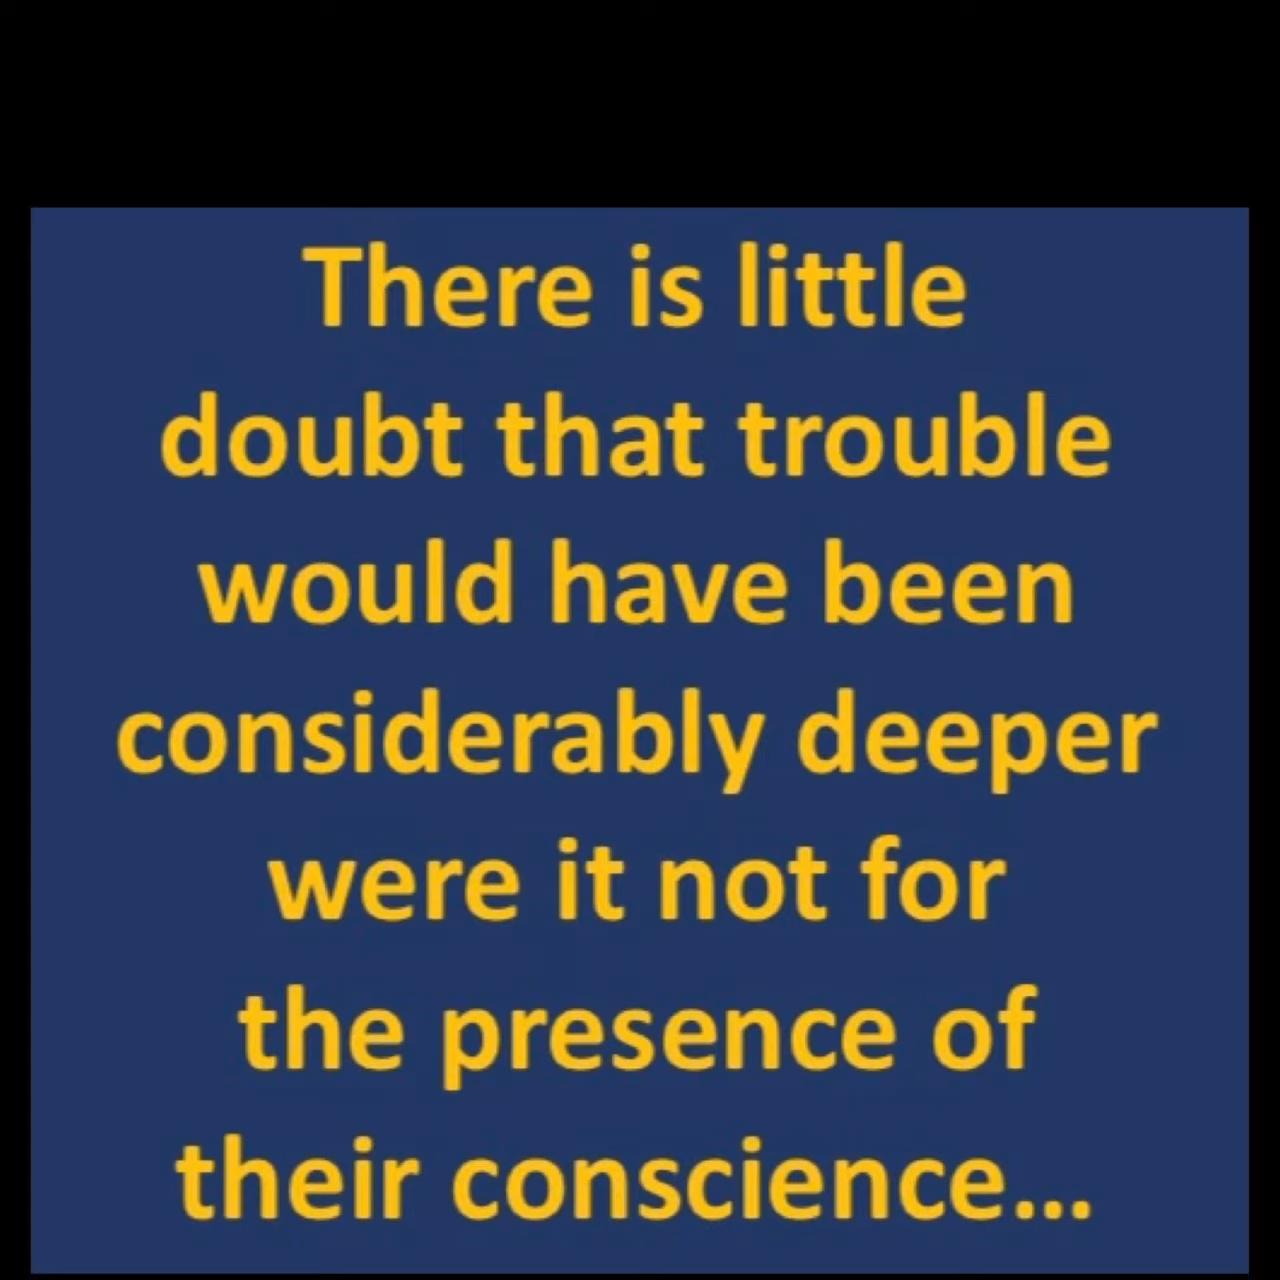 There is little
doubt that trouble
would have been
considerably deeper
were it not for
the presence of
their conscience...